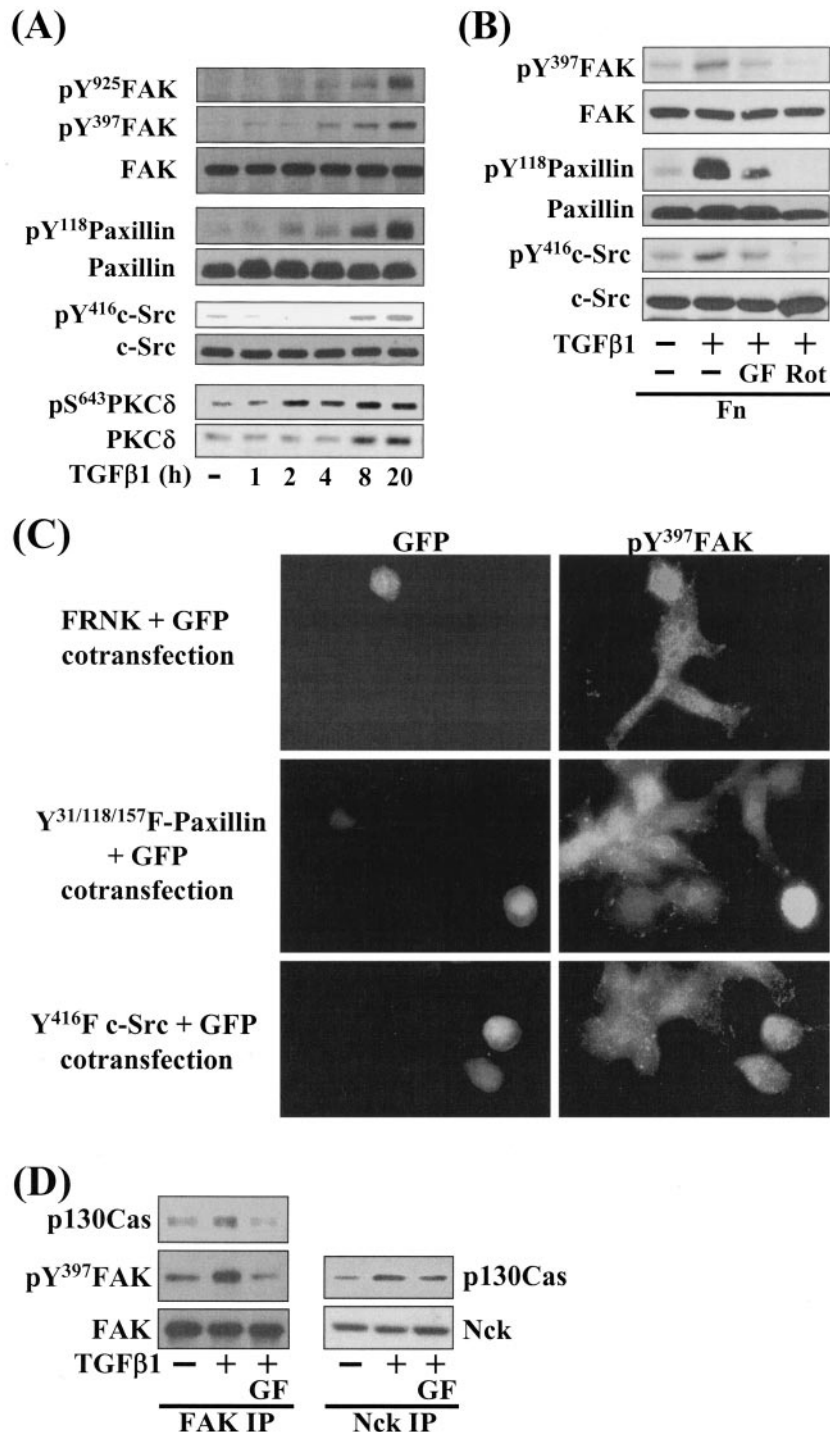 (A)
pY⁹²⁵FAK
pY³⁹⁷FAK
FAK
pY¹¹⁸Paxillin
Paxillin
pY⁴¹⁶c-Src
c-Src
pS⁶⁴³PKCδ
PKCδ
TGFβ1 (h) – 1 2 4 8 20
(B)
pY³⁹⁷FAK
FAK
pY¹¹⁸Paxillin
Paxillin
pY⁴¹⁶c-Src
c-Src
TGFβ1 – + + +
– – GF Rot
Fn
(C)
GFP pY³⁹⁷FAK
FRNK + GFP
cotransfection
Y³¹/¹¹⁸/¹⁵⁷F-Paxillin
+ GFP
cotransfection
Y⁴¹⁶F c-Src + GFP
cotransfection
(D)
p130Cas
pY³⁹⁷FAK
FAK
TGFβ1 – + +
GF
FAK IP
p130Cas
Nck
– + +
GF
Nck IP